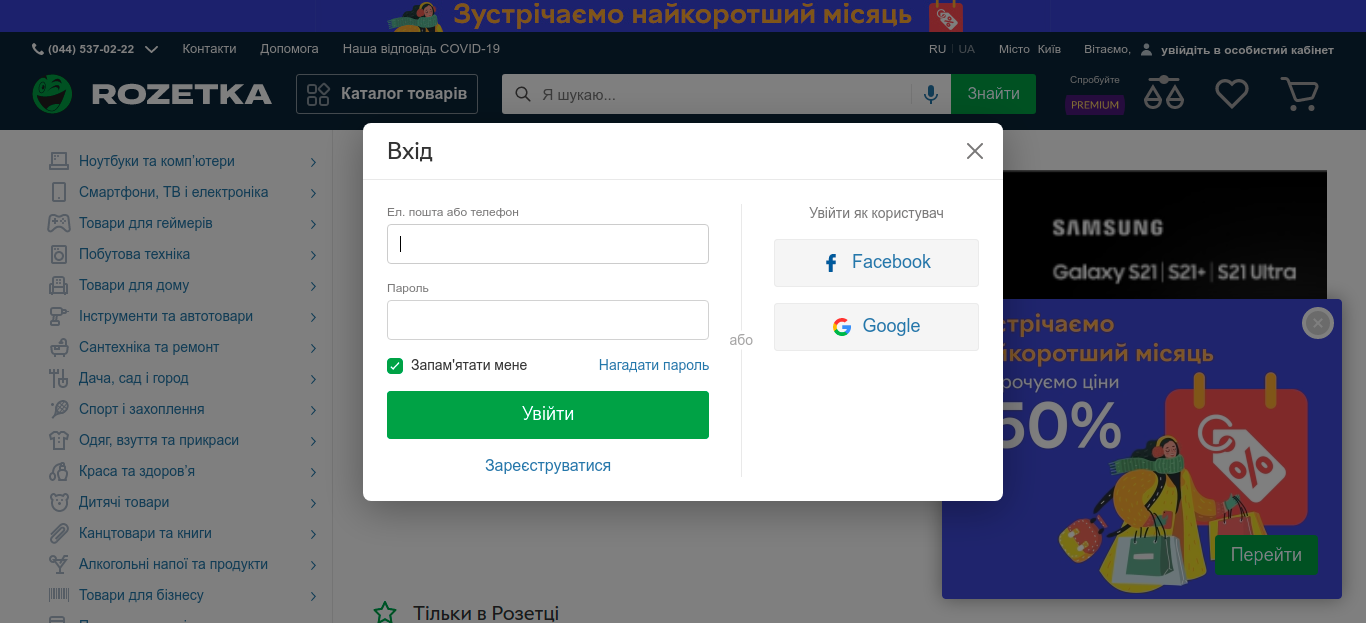 Зустрічаємо найкоротший місяць
(044) 537-02-22 Контакти Допомога Наша відповідь COVID-19 RU UA Місто Київ Вітаємо, увійдіть в особистий кабінет
ROZETKA Каталог товарів Я шукаю... Знайти Спробуйте
PREMIUM
Вхід
Ел. пошта або телефон
Пароль
Запам'ятати мене Нагадати пароль
Увійти
Зареєструватися
або
Увійти як користувач
Facebook
Google
Ноутбуки та комп'ютери
Смартфони, ТВ і електроніка
Товари для геймерів
Побутова техніка
Товари для дому
Інструменти та автотовари
Сантехніка та ремонт
Дача, сад і город
Спорт і захоплення
Одяг, взуття та прикраси
Краса та здоров'я
Дитячі товари
Канцтовари та книги
Алкогольні напої та продукти
Товари для бізнесу
SAMSUNG
Galaxy S21 | S21+ | S21 Ultra
стрічаємо
йкоротший місяць
рочуємо ціни
50%
%
Перейти
Тільки в Розетці